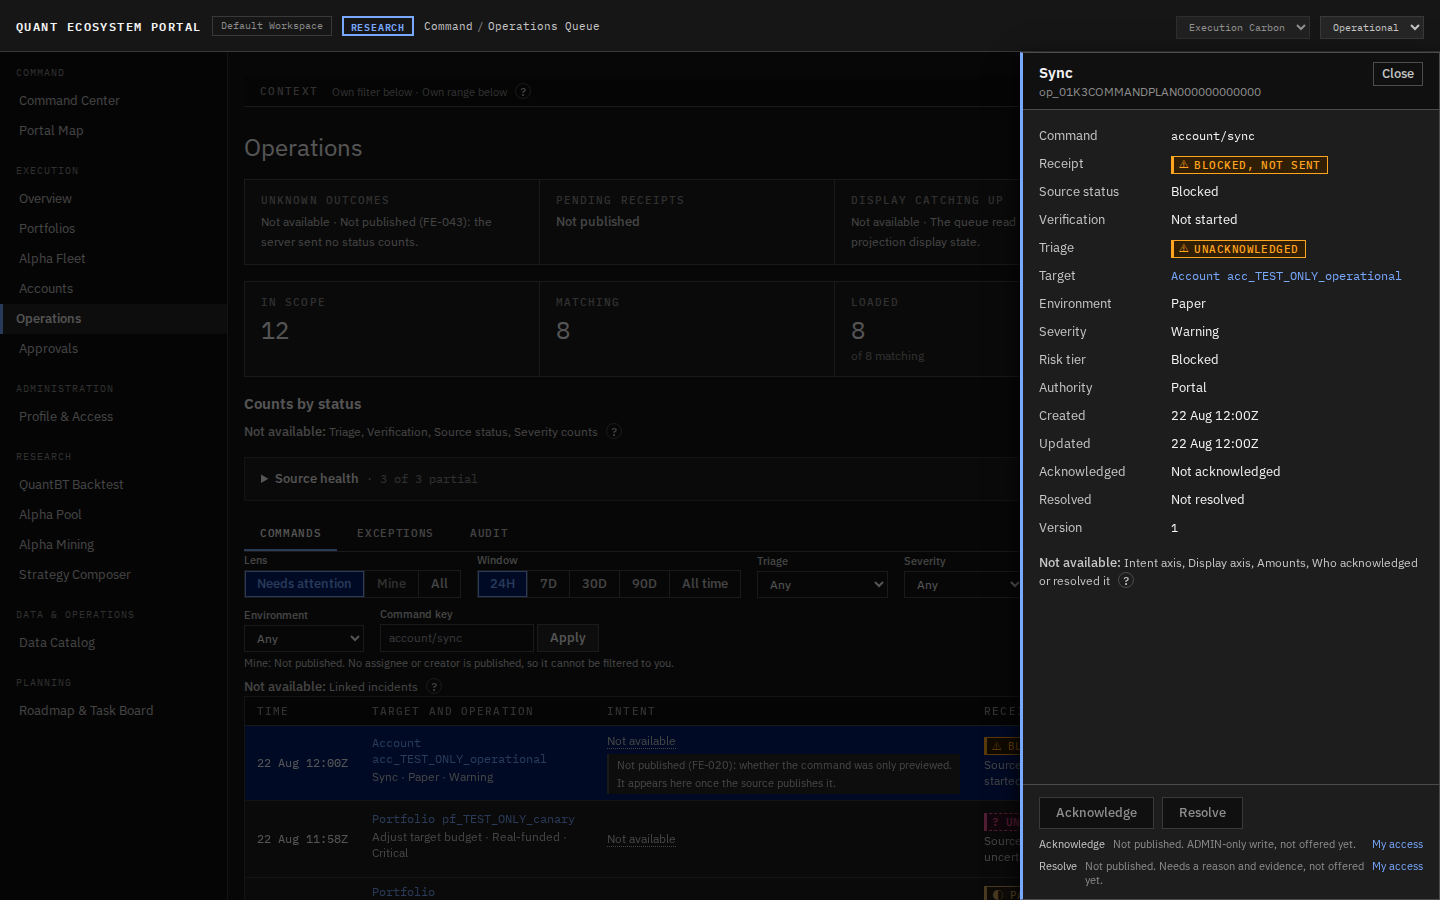 QUANT ECOSYSTEM PORTAL
Default Workspace
RESEARCH
Command / Operations Queue
Execution Carbon
Operational
COMMAND
Command Center
Portal Map
EXECUTION
Overview
Portfolios
Alpha Fleet
Accounts
Operations
Approvals
ADMINISTRATION
Profile & Access
RESEARCH
QuantBT Backtest
Alpha Pool
Alpha Mining
Strategy Composer
DATA & OPERATIONS
Data Catalog
PLANNING
Roadmap & Task Board
CONTEXT Own filter below · Own range below ?
Operations
UNKNOWN OUTCOMES
Not available · Not published (FE-043): the
server sent no status counts.
PENDING RECEIPTS
Not published
DISPLAY CATCHING UP
Not available · The queue read
projection display state.
IN SCOPE
12
MATCHING
8
LOADED
8
of 8 matching
Counts by status
Not available: Triage, Verification, Source status, Severity counts ?
Source health · 3 of 3 partial
COMMANDS EXCEPTIONS AUDIT
Lens
Needs attention Mine All
Window
24H 7D 30D 90D All time
Triage
Any
Severity
Any
Environment
Any
Command key
account/sync
Apply
Mine: Not published. No assignee or creator is published, so it cannot be filtered to you.
Not available: Linked incidents ?
TIME TARGET AND OPERATION INTENT RECE
22 Aug 12:00Z
Account
acc_TEST_ONLY_operational
Sync · Paper · Warning
Not available
Not published (FE-020): whether the command was only previewed.
It appears here once the source publishes it.
BL
Source
starte
22 Aug 11:58Z
Portfolio pf_TEST_ONLY_canary
Adjust target budget · Real-funded ·
Critical
Not available
? UN
Source
uncert
Portfolio
P
Sync
op_01K3COMMANDPLAN000000000000
Close
Command account/sync
Receipt BLOCKED, NOT SENT
Source status Blocked
Verification Not started
Triage UNACKNOWLEDGED
Target Account acc_TEST_ONLY_operational
Environment Paper
Severity Warning
Risk tier Blocked
Authority Portal
Created 22 Aug 12:00Z
Updated 22 Aug 12:00Z
Acknowledged Not acknowledged
Resolved Not resolved
Version 1
Not available: Intent axis, Display axis, Amounts, Who acknowledged
or resolved it ?
Acknowledge Resolve
Acknowledge Not published. ADMIN-only write, not offered yet. My access
Resolve Not published. Needs a reason and evidence, not offered My access
yet.